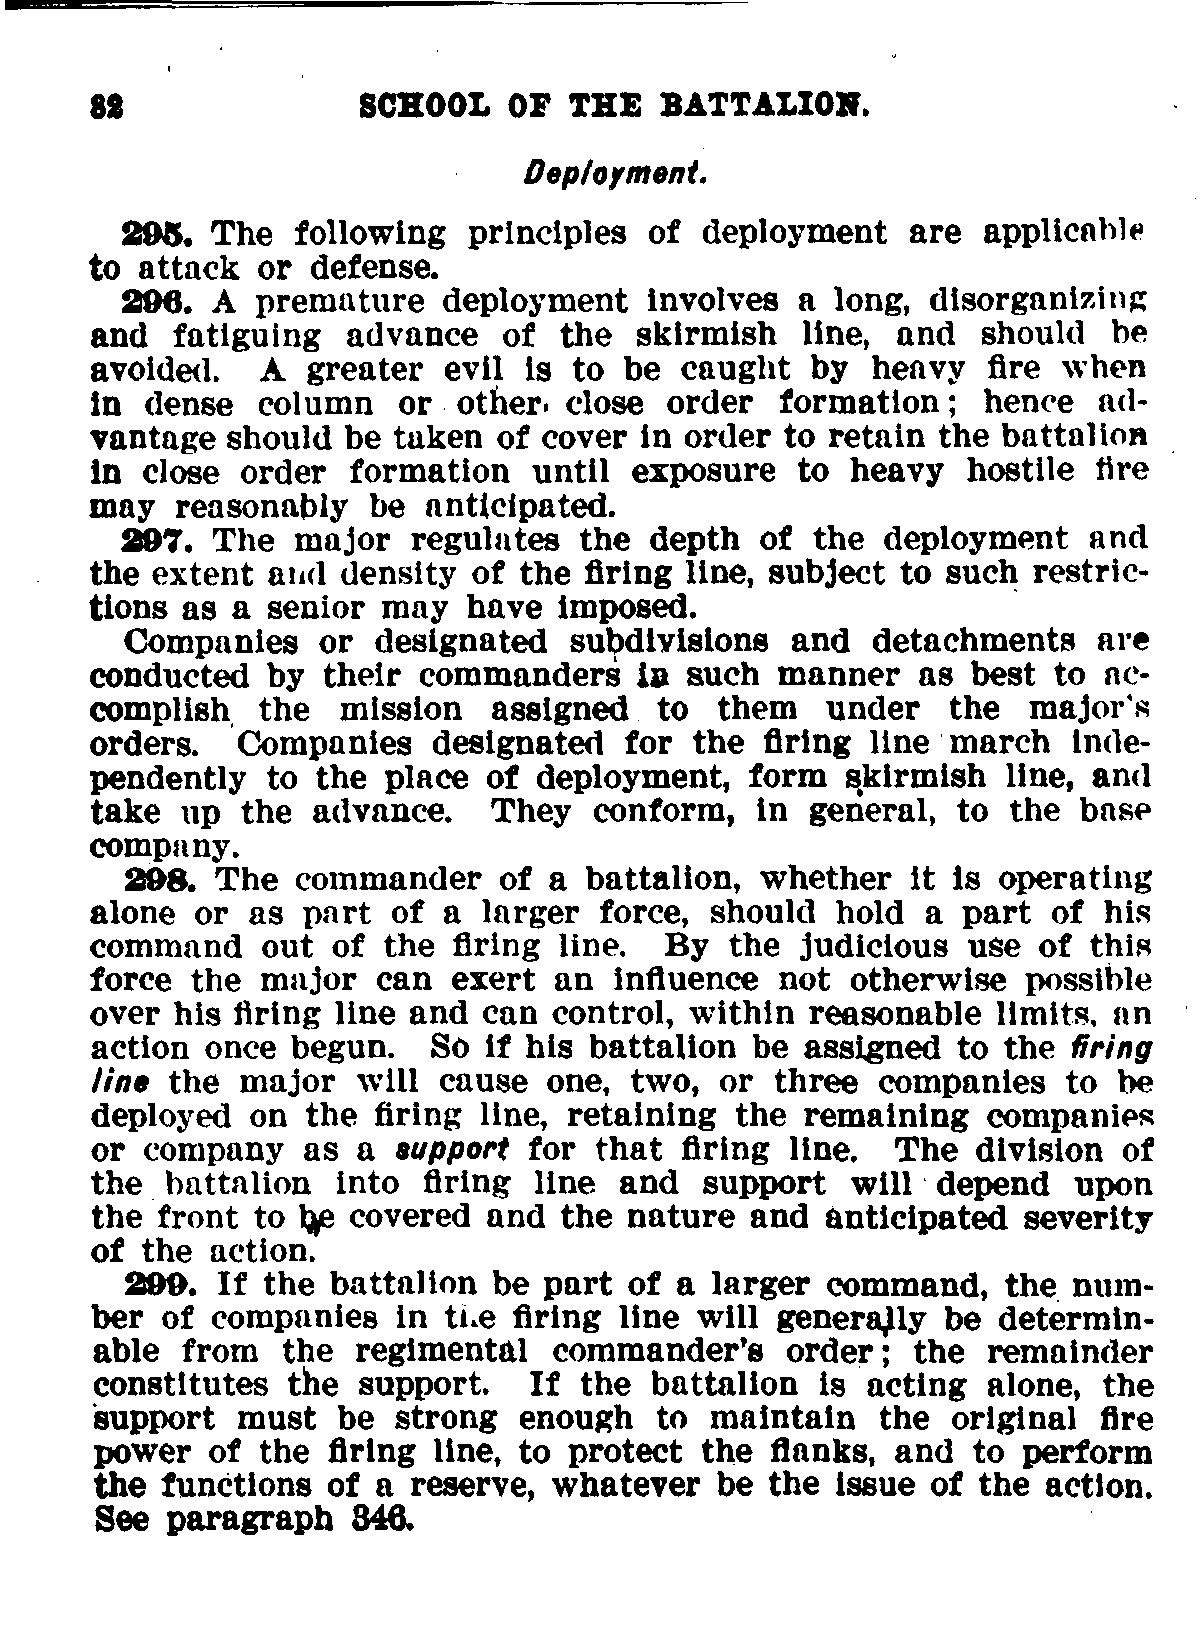 82 SCHOOL OF THE BATTALION.
Deployment.
295. The following principles of deployment are applicable
to attack or defense.
296. A premature deployment involves a long, disorganizing
and fatiguing advance of the skirmish line, and should be
avoided. A greater evil is to be caught by heavy fire when
in dense column or other close order formation; hence ad-
vantage should be taken of cover in order to retain the battalion
in close order formation until exposure to heavy hostile fire
may reasonably be anticipated.
297. The major regulates the depth of the deployment and
the extent and density of the firing line, subject to such restric-
tions as a senior may have imposed.
Companies or designated subdivisions and detachments are
conducted by their commanders in such manner as best to ac-
complish the mission assigned to them under the major's
orders. Companies designated for the firing line march inde-
pendently to the place of deployment, form skirmish line, and
take up the advance. They conform, in general, to the base
company.
298. The commander of a battalion, whether it is operating
alone or as part of a larger force, should hold a part of his
command out of the firing line. By the judicious use of this
force the major can exert an influence not otherwise possible
over his firing line and can control, within reasonable limits, an
action once begun. So if his battalion be assigned to the firing
line the major will cause one, two, or three companies to be
deployed on the firing line, retaining the remaining companies
or company as a support for that firing line. The division of
the battalion into firing line and support will depend upon
the front to be covered and the nature and anticipated severity
of the action.
299. If the battalion be part of a larger command, the num-
ber of companies in the firing line will generally be determin-
able from the regimental commander's order; the remainder
constitutes the support. If the battalion is acting alone, the
support must be strong enough to maintain the original fire
power of the firing line, to protect the flanks, and to perform
the functions of a reserve, whatever be the issue of the action.
See paragraph 346.